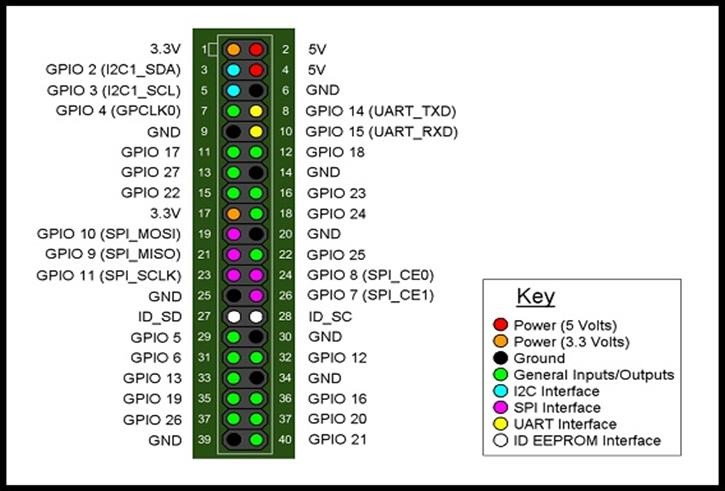 3.3V 1 2 5V
GPIO 2 (I2C1_SDA) 3 4 5V
GPIO 3 (I2C1_SCL) 5 6 GND
GPIO 4 (GPCLK0) 7 8 GPIO 14 (UART_TXD)
GND 9 10 GPIO 15 (UART_RXD)
GPIO 17 11 12 GPIO 18
GPIO 27 13 14 GND
GPIO 22 15 16 GPIO 23
3.3V 17 18 GPIO 24
GPIO 10 (SPI_MOSI) 19 20 GND
GPIO 9 (SPI_MISO) 21 22 GPIO 25
GPIO 11 (SPI_SCLK) 23 24 GPIO 8 (SPI_CE0)
GND 25 26 GPIO 7 (SPI_CE1)
ID_SD 27 28 ID_SC
GPIO 5 29 30 GND
GPIO 6 31 32 GPIO 12
GPIO 13 33 34 GND
GPIO 19 35 36 GPIO 16
GPIO 26 37 37 GPIO 20
GND 39 40 GPIO 21
Key
Power (5 Volts)
Power (3.3 Volts)
Ground
General Inputs/Outputs
I2C Interface
SPI Interface
UART Interface
ID EEPROM Interface